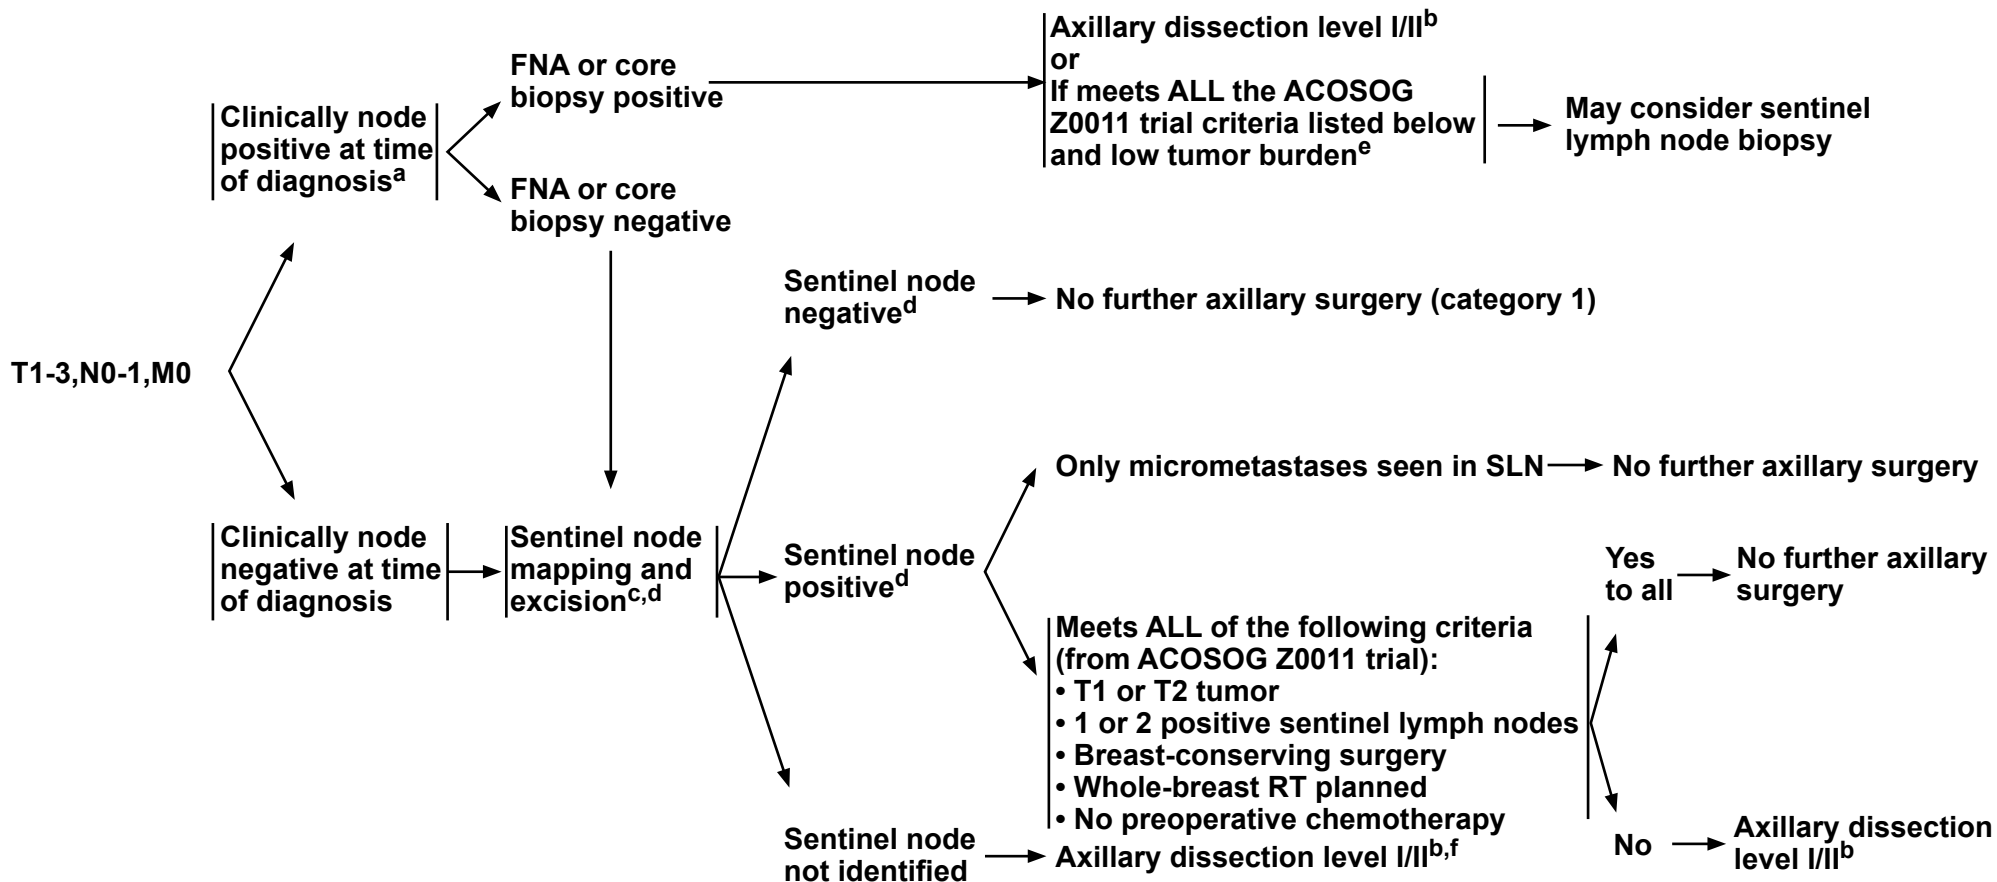 T1-3,N0-1,M0
Clinically node
positive at time
of diagnosisa
FNA or core
biopsy positive
FNA or core
biopsy negative
Axillary dissection level I/IIb
or
If meets ALL the ACOSOG
Z0011 trial criteria listed below
and low tumor burdene
May consider sentinel
lymph node biopsy
Clinically node
negative at time
of diagnosis
Sentinel node
mapping and
excisionc,d
Sentinel node
negatived
No further axillary surgery (category 1)
Sentinel node
positived
Only micrometastases seen in SLN
No further axillary surgery
Meets ALL of the following criteria
(from ACOSOG Z0011 trial):
• T1 or T2 tumor
• 1 or 2 positive sentinel lymph nodes
• Breast-conserving surgery
• Whole-breast RT planned
• No preoperative chemotherapy
Yes
to all
No further axillary
surgery
No
Axillary dissection
level I/IIb
Sentinel node
not identified
Axillary dissection level I/IIb,f